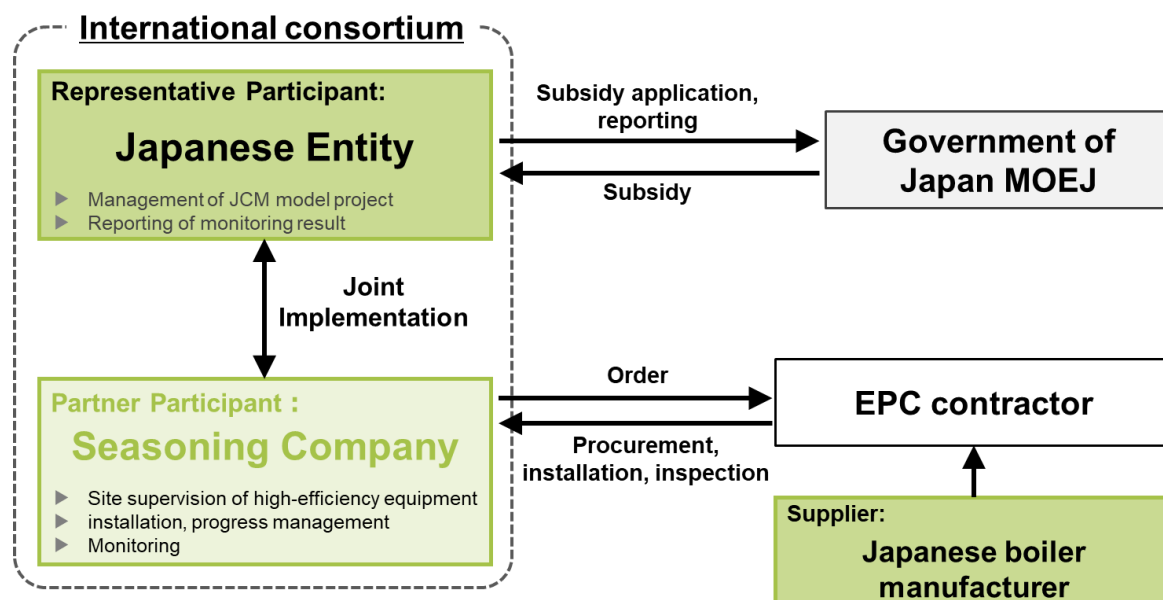 International consortium
Representative Participant:
Japanese Entity
Management of JCM model project
Reporting of monitoring result
Subsidy application,
reporting
Subsidy
Government of
Japan MOEJ
Joint
Implementation
Partner Participant :
Seasoning Company
Site supervision of high-efficiency equipment
installation, progress management
Monitoring
Order
Procurement,
installation, inspection
EPC contractor
Supplier:
Japanese boiler
manufacturer